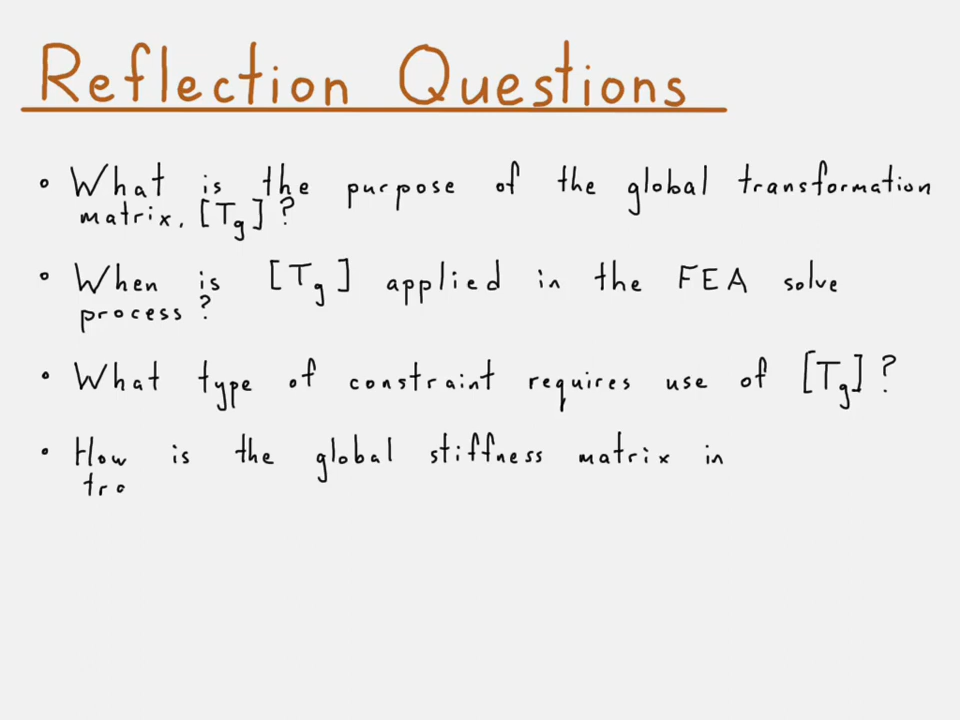 Reflection Questions
• What is the purpose of the global transformation
matrix, [Tg]?
• When is [Tg] applied in the FEA solve
process?
• What type of constraint requires use of [Tg]?
• How is the global stiffness matrix in
tra